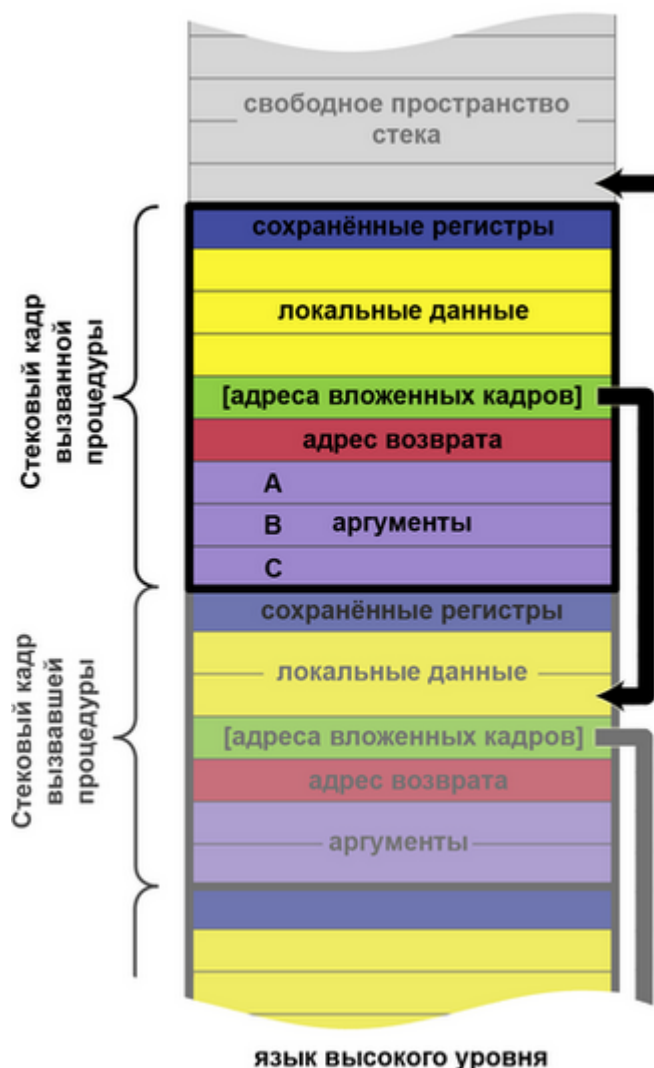 свободное пространство
стека
сохранённые регистры
локальные данные
[адреса вложенных кадров]
адрес возврата
A
B аргументы
C
Стековый кадр
вызванной
процедуры
сохранённые регистры
локальные данные
[адреса вложенных кадров]
адрес возврата
аргументы
Стековый кадр
вызвавшей
процедуры
язык высокого уровня